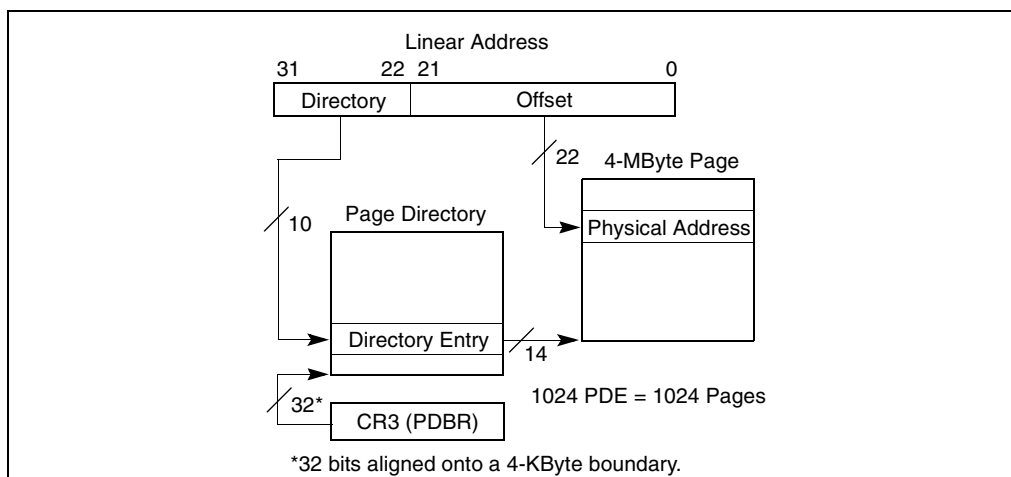 Linear Address
31 22 21 0
Directory Offset
22
4-MByte Page
Physical Address
10
Page Directory
Directory Entry
14
32*
CR3 (PDBR)
1024 PDE = 1024 Pages
*32 bits aligned onto a 4-KByte boundary.